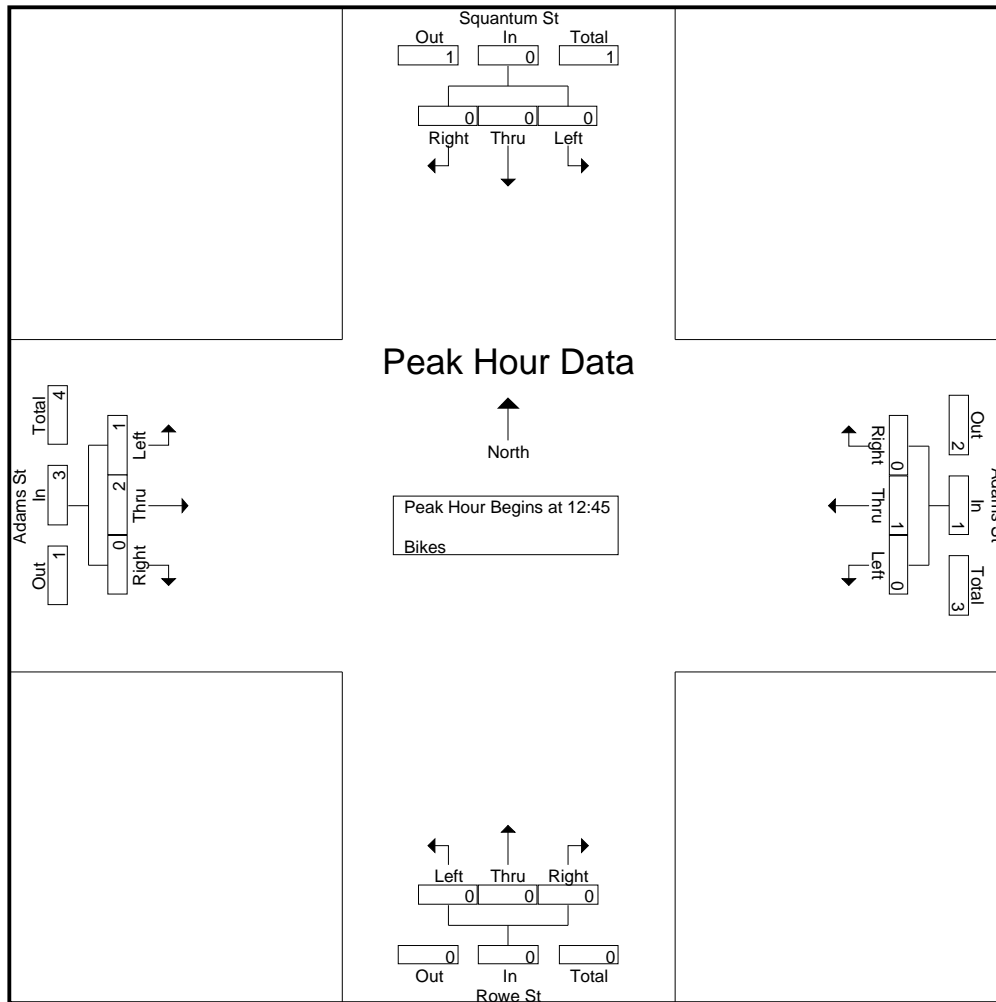 Squantum St
Out In Total
1 0 1
0 0 0
Right Thru Left
Peak Hour Data
North
Peak Hour Begins at 12:45
Bikes
Adams St
Total In Out
4 3 1
1 2 0
Left Thru Right
Right Thru Left
0 1 0
2 1 3
Out In Total
Adams St
Left Thru Right
0 0 0
0 0 0
Out In Total
Rowe St